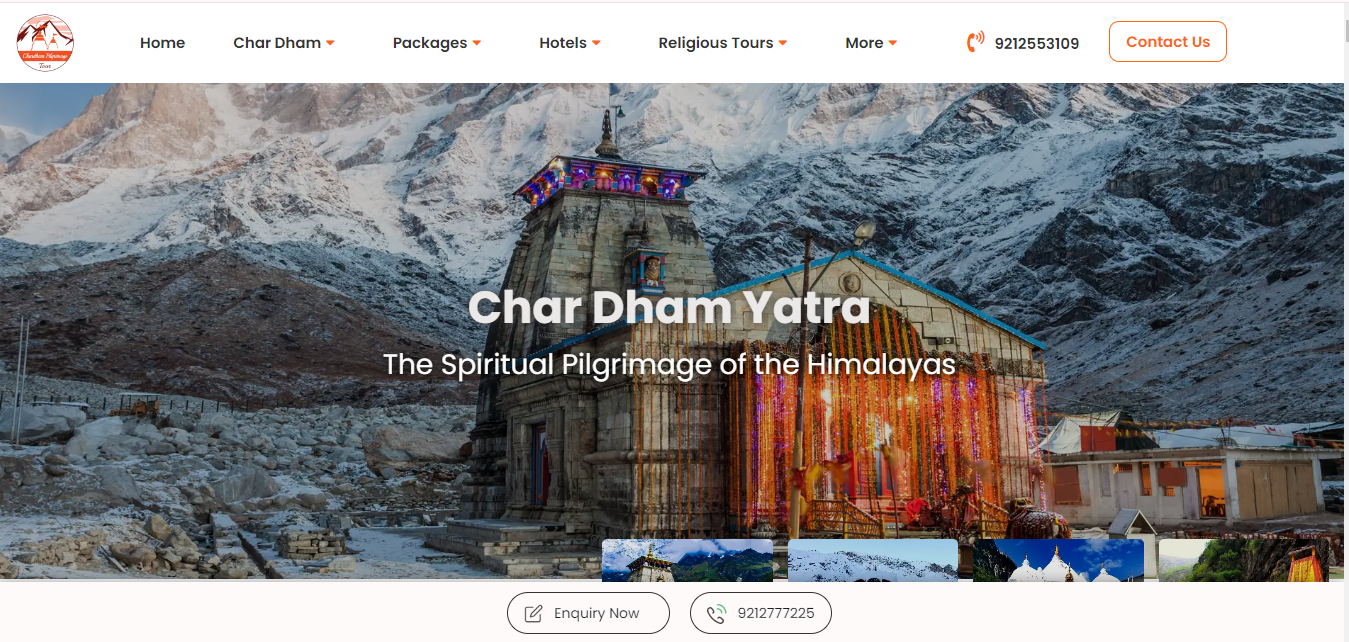 Chardham Pilgrimage
Tour
Home
Char Dham
Packages
Hotels
Religious Tours
More
9212553109
Contact Us
Char Dham Yatra
The Spiritual Pilgrimage of the Himalayas
Enquiry Now
9212777225